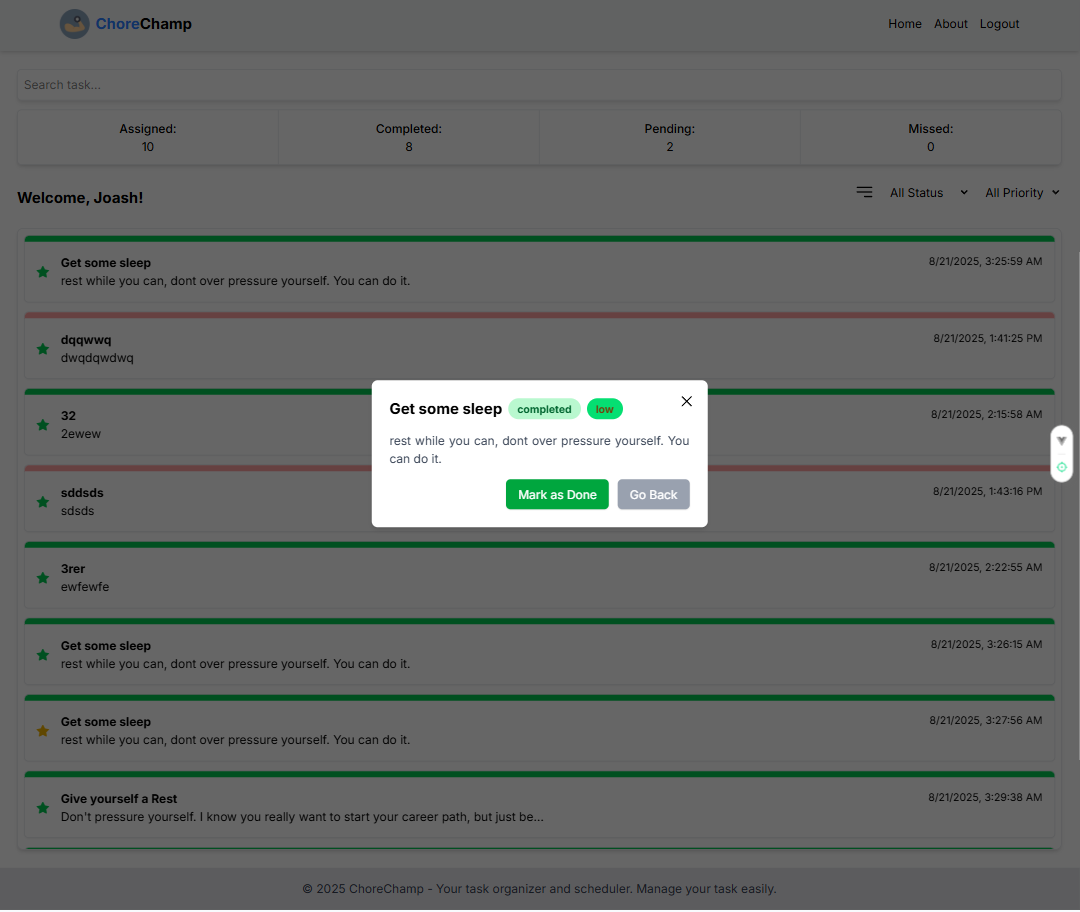 ChoreChamp
Home About Logout
Search task...
Assigned: Completed: Pending: Missed:
10 8 2 0
Welcome, Joash!
All Status All Priority
Get some sleep 8/21/2025, 3:25:59 AM
rest while you can, dont over pressure yourself. You can do it.
dqqwwq 8/21/2025, 1:41:25 PM
dwqdqwdwq
32 8/21/2025, 2:15:58 AM
2ewew
Get some sleep completed low
rest while you can, dont over pressure yourself. You
can do it.
Mark as Done Go Back
sddsds 8/21/2025, 1:43:16 PM
sdsds
3rer 8/21/2025, 2:22:55 AM
ewfewfe
Get some sleep 8/21/2025, 3:26:15 AM
rest while you can, dont over pressure yourself. You can do it.
Get some sleep 8/21/2025, 3:27:56 AM
rest while you can, dont over pressure yourself. You can do it.
Give yourself a Rest 8/21/2025, 3:29:38 AM
Don't pressure yourself. I know you really want to start your career path, but just be...
© 2025 ChoreChamp - Your task organizer and scheduler. Manage your task easily.